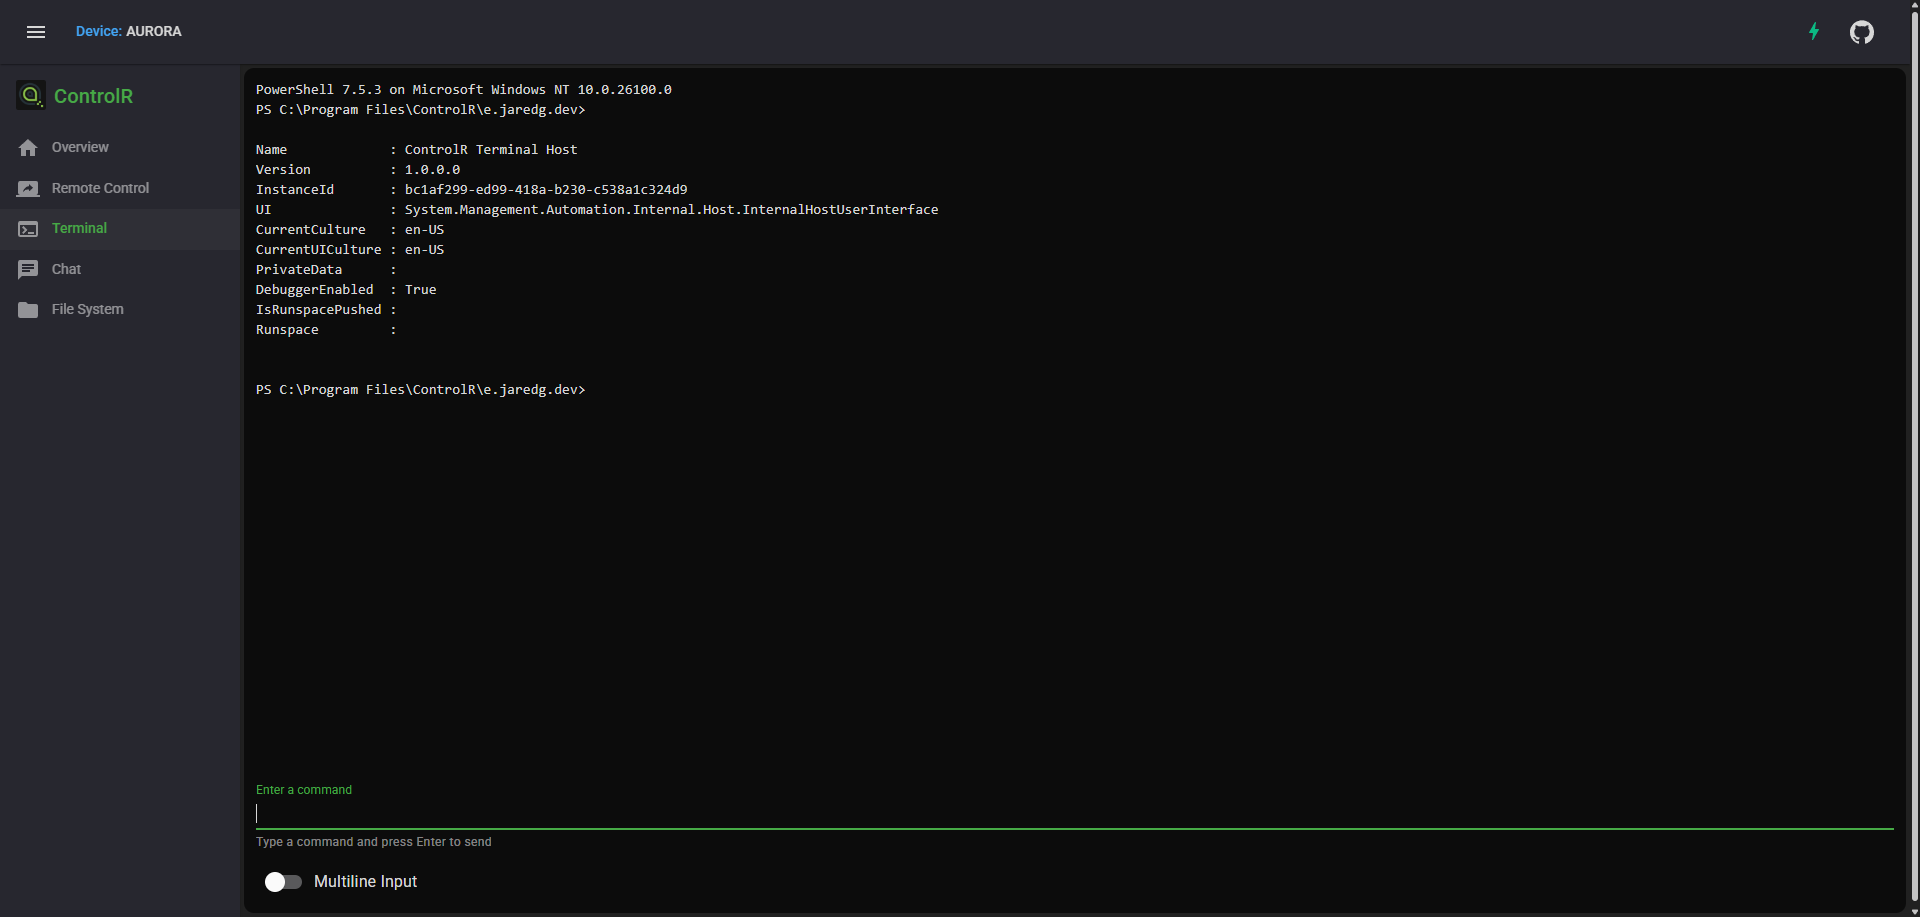 Device: AURORA
ControlR
Overview
Remote Control
Terminal
Chat
File System
PowerShell 7.5.3 on Microsoft Windows NT 10.0.26100.0
PS C:\Program Files\ControlR\e.jaredg.dev>
Name : ControlR Terminal Host
Version : 1.0.0.0
InstanceId : bc1af299-ed99-418a-b230-c538a1c324d9
UI : System.Management.Automation.Internal.Host.InternalHostUserInterface
CurrentCulture : en-US
CurrentUICulture : en-US
PrivateData :
DebuggerEnabled : True
IsRunspacePushed :
Runspace :
PS C:\Program Files\ControlR\e.jaredg.dev>
Enter a command
Type a command and press Enter to send
Multiline Input